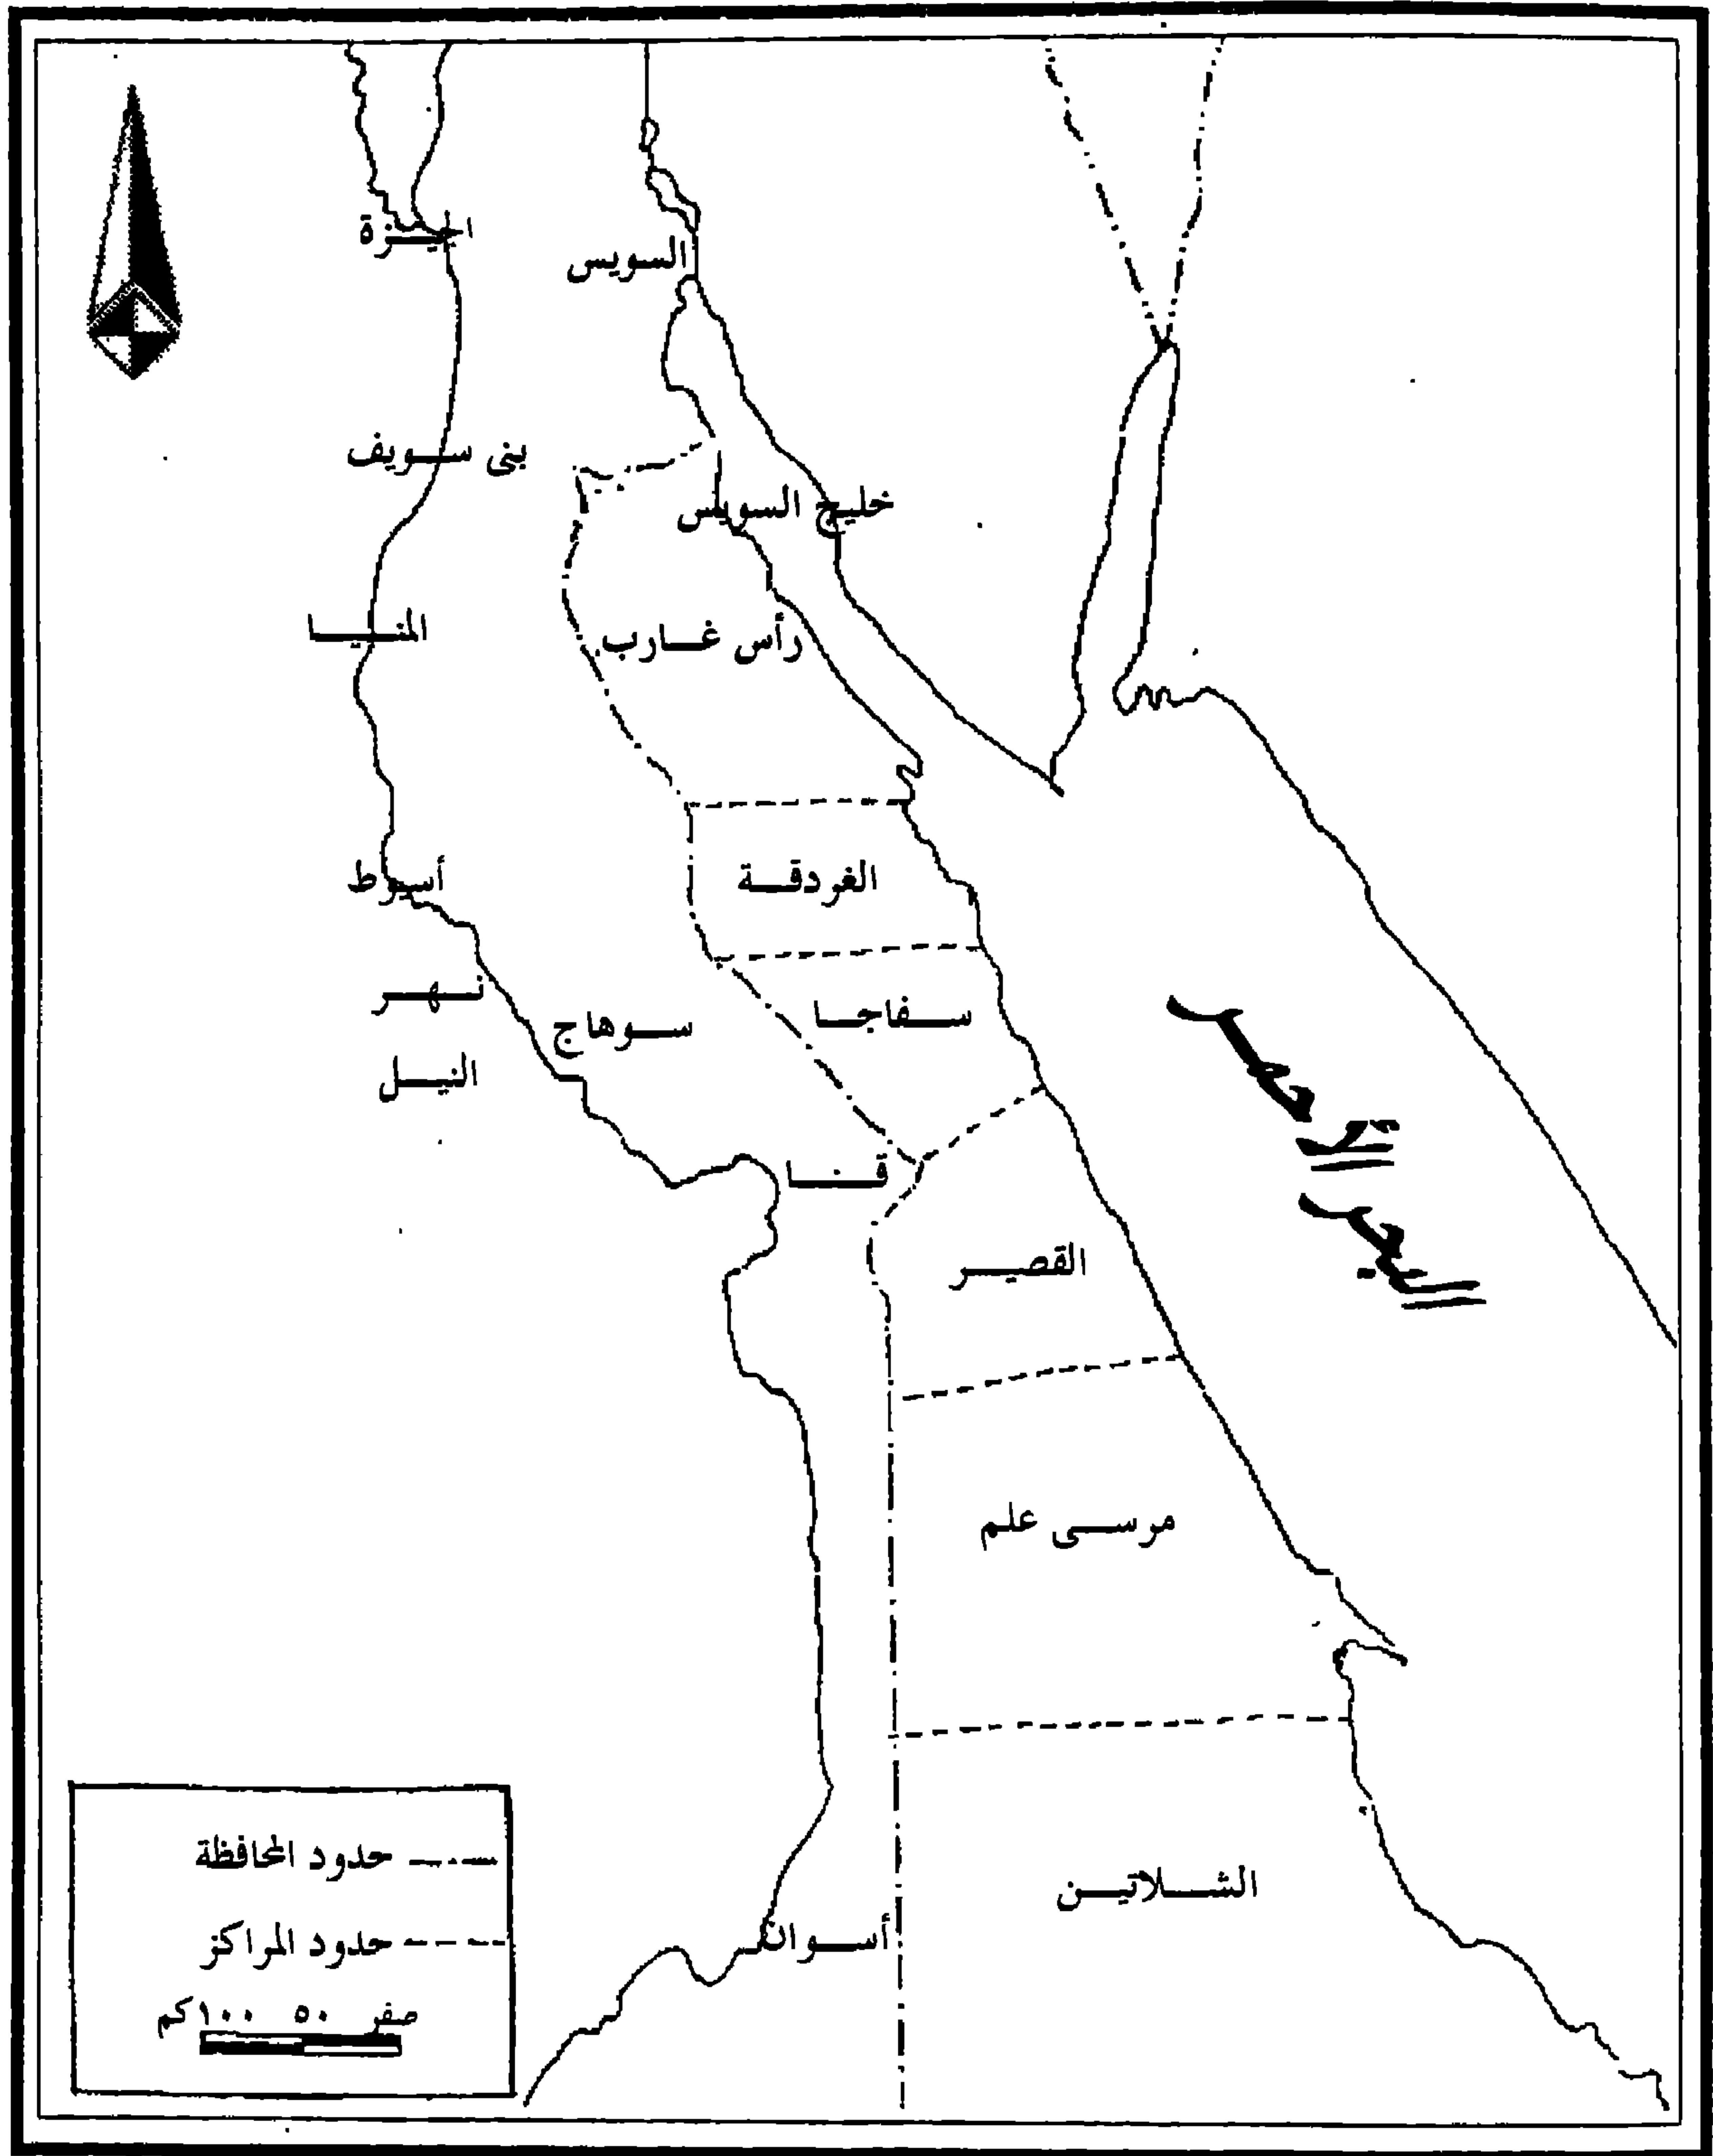 الجيزة
السويس
بنى سويف
خليج السويس
المنيا
رأس غارب
أسيوط
الغردقة
نهر
النيل
سوهاج
سفاجا
البحر
الأحمر
قنا
القصير
مرسى علم
الشلاتين
أسوان
حدود المحافظة
حدود المراكز
صفر ٥٠ ١٠٠كم